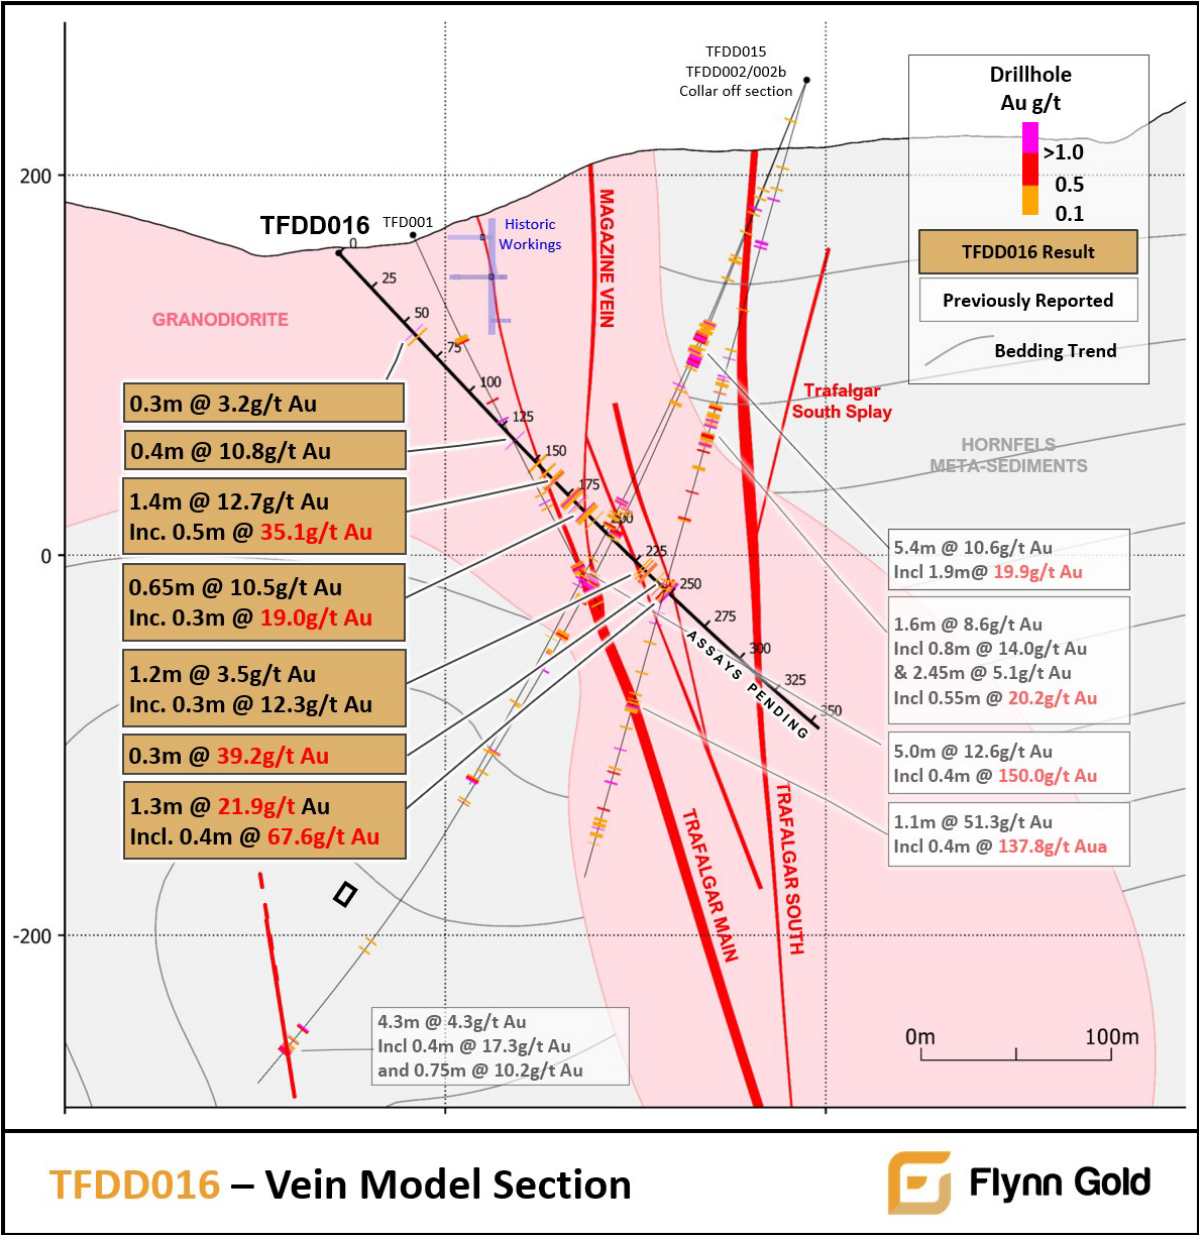 TFDD015
TFDD002/002b
Collar off section
Drillhole
Au g/t
>1.0
0.5
0.1
TFDD016 Result
Previously Reported
Bedding Trend
200
0
-200
TFDD016
TFD001
Historic
Workings
GRANODIORITE
MAGAZINE VEIN
Trafalgar
South Splay
HORNFELS
META-SEDIMENTS
0
25
50
75
100
125
150
175
200
225
250
275
300
325
350
ASSAYS PENDING
0.3m @ 3.2g/t Au
0.4m @ 10.8g/t Au
1.4m @ 12.7g/t Au
Inc. 0.5m @ 35.1g/t Au
0.65m @ 10.5g/t Au
Inc. 0.3m @ 19.0g/t Au
1.2m @ 3.5g/t Au
Inc. 0.3m @ 12.3g/t Au
0.3m @ 39.2g/t Au
1.3m @ 21.9g/t Au
Incl. 0.4m @ 67.6g/t Au
5.4m @ 10.6g/t Au
Incl 1.9m@ 19.9g/t Au
1.6m @ 8.6g/t Au
Incl 0.8m @ 14.0g/t Au
& 2.45m @ 5.1g/t Au
Incl 0.55m @ 20.2g/t Au
5.0m @ 12.6g/t Au
Incl 0.4m @ 150.0g/t Au
1.1m @ 51.3g/t Au
Incl 0.4m @ 137.8g/t Aua
TRAFALGAR MAIN
TRAFALGAR SOUTH
4.3m @ 4.3g/t Au
Incl 0.4m @ 17.3g/t Au
and 0.75m @ 10.2g/t Au
0m 100m
TFDD016 – Vein Model Section
Flynn Gold